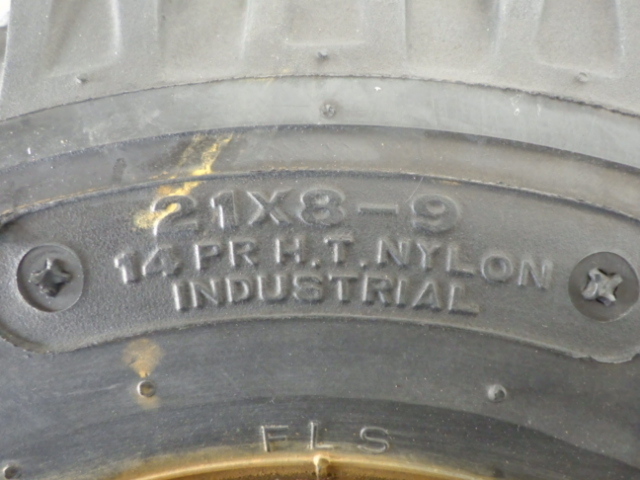 21X8-9
14 PR H.T. NYLON
INDUSTRIAL
FLS